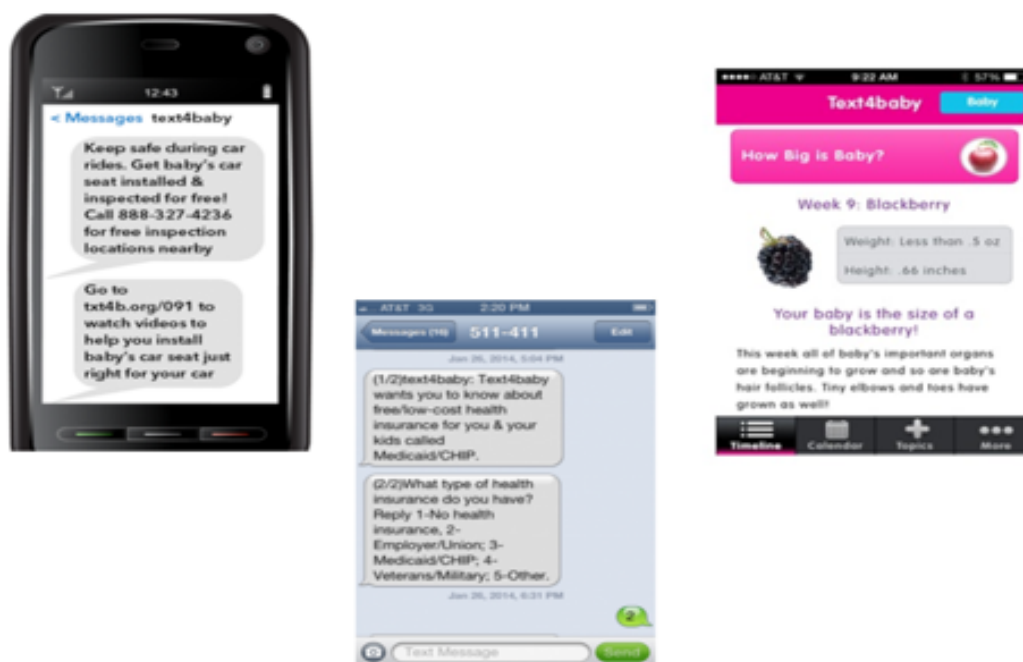 12:43
< Messages text4baby
Keep safe during car
rides. Get baby's car
seat installed &
inspected for free!
Call 888-327-4236
for free inspection
locations nearby
Go to
txt4b.org/091 to
watch videos to
help you install
baby's car seat just
right for your car
AT&T 3G 2:20 PM
Messages (16) 511-411 Edit
Jan 26, 2014, 5:04 PM
(1/2)text4baby: Text4baby
wants you to know about
free/low-cost health
insurance for you & your
kids called
Medicaid/CHIP.
(2/2)What type of health
insurance do you have?
Reply 1-No health
insurance, 2-
Employer/Union; 3-
Medicaid/CHIP; 4-
Veterans/Military; 5-Other.
Jan 26, 2014, 6:31 PM
2
Text Message Send
AT&T 9:22 AM 57%
Text4baby Baby
How Big is Baby?
Week 9: Blackberry
Weight: Less than .5 oz
Height: .66 inches
Your baby is the size of a
blackberry!
This week all of baby's important organs
are beginning to grow and so are baby's
hair follicles. Tiny elbows and toes have
grown as well!
Timeline Calendar Topics More